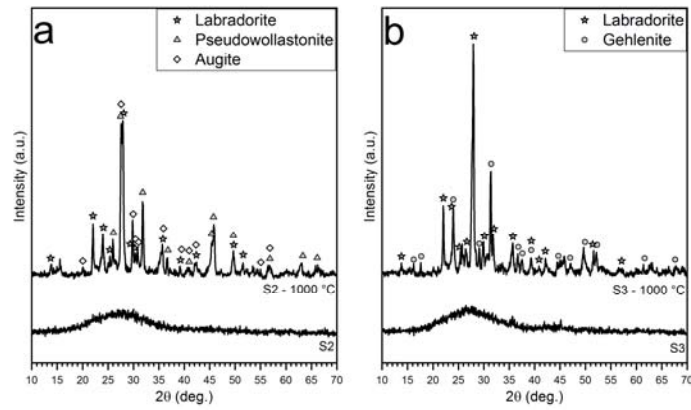 a
Labradorite
Pseudowollastonite
Augite
Intensity (a.u.)
S2 - 1000 °C
S2
10 15 20 25 30 35 40 45 50 55 60 65 70
2θ (deg.)
b
Labradorite
Gehlenite
Intensity (a.u.)
S3 - 1000 °C
S3
10 15 20 25 30 35 40 45 50 55 60 65 70
2θ (deg.)